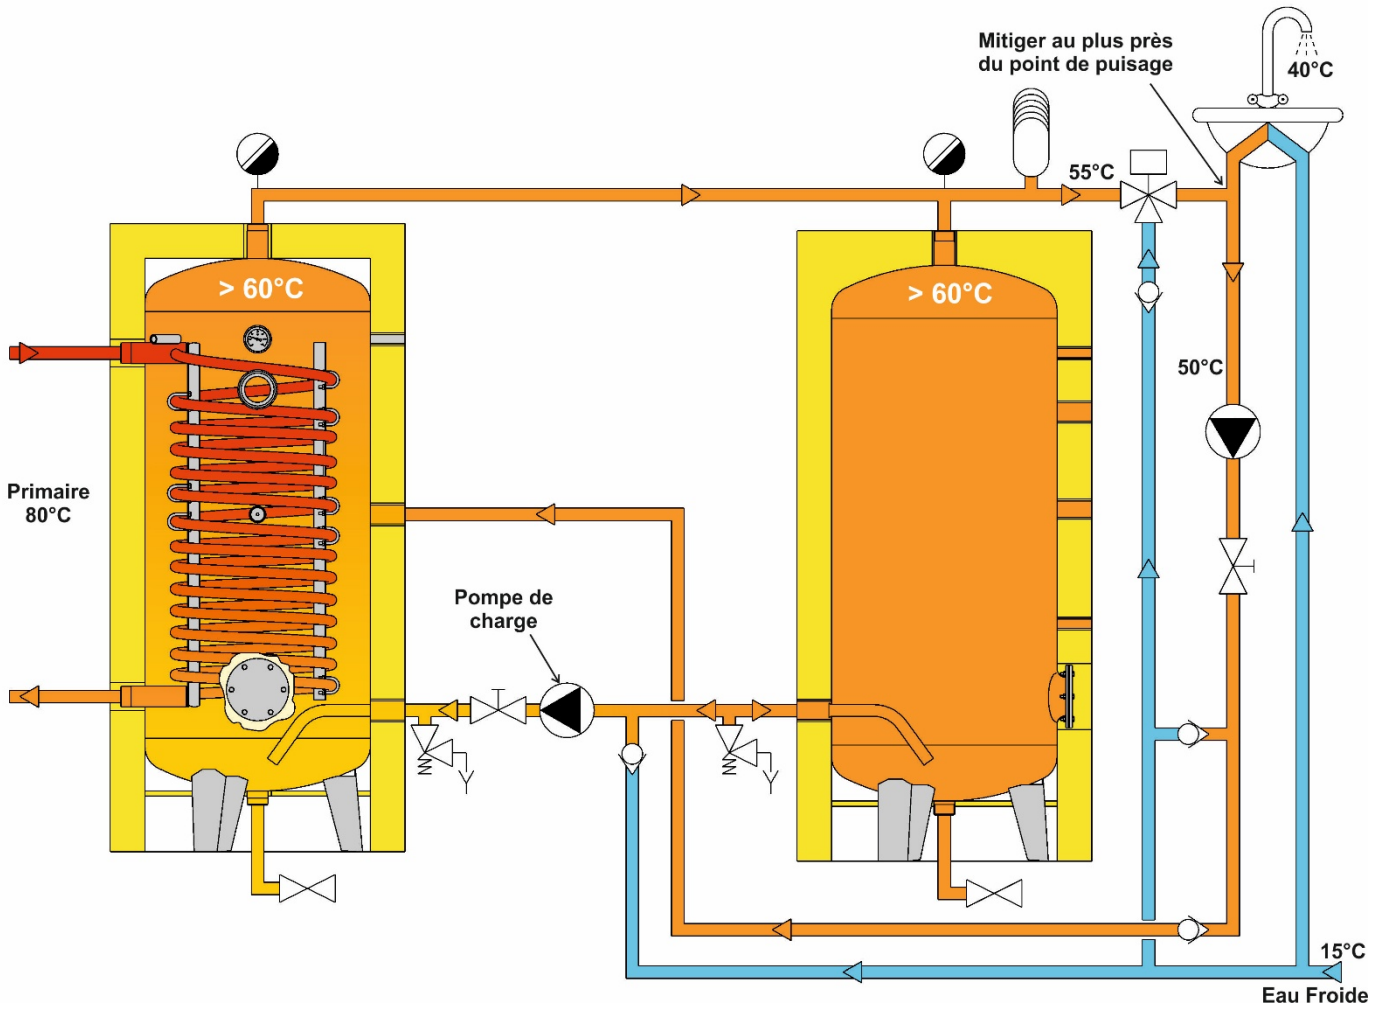 Mitiger au plus près
du point de puisage
40°C
55°C
> 60°C
> 60°C
50°C
Primaire
80°C
Pompe de
charge
15°C
Eau Froide